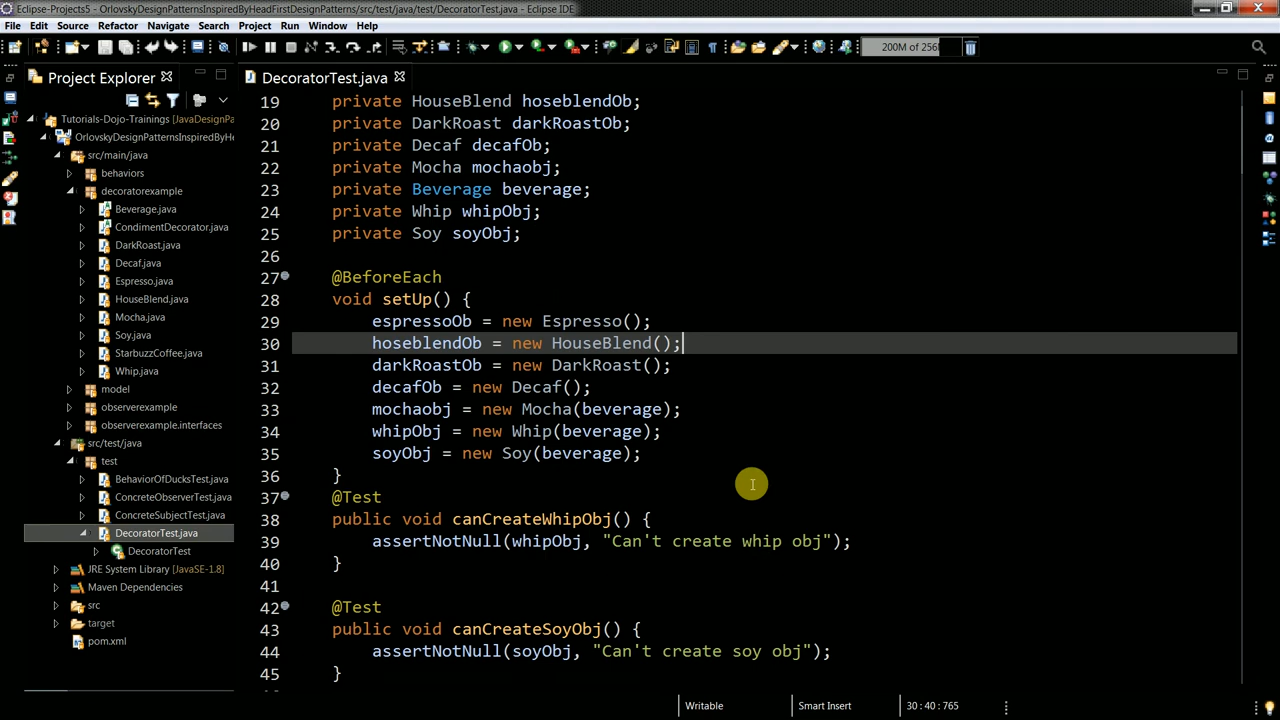 Eclipse-Projects5 - OrlovskyDesignPatternsInspiredByHeadFirstDesignPatterns/src/test/java/test/DecoratorTest.java - Eclipse IDE
File Edit Source Refactor Navigate Search Project Run Window Help
200M of 256
Project Explorer
Tutorials-Dojo-Trainings [JavaDesignPa
OrlovskyDesignPatternsInspiredByHe
src/main/java
behaviors
decoratorexample
Beverage.java
CondimentDecorator.java
DarkRoast.java
Decaf.java
Espresso.java
HouseBlend.java
Mocha.java
Soy.java
StarbuzzCoffee.java
Whip.java
model
observerexample
observerexample.interfaces
src/test/java
test
BehaviorOfDucksTest.java
ConcreteObserverTest.java
ConcreteSubjectTest.java
DecoratorTest.java
DecoratorTest
JRE System Library [JavaSE-1.8]
Maven Dependencies
src
target
pom.xml
DecoratorTest.java
19 private HouseBlend hoseblendOb;
20 private DarkRoast darkRoastOb;
21 private Decaf decafOb;
22 private Mocha mochaobj;
23 private Beverage beverage;
24 private Whip whipObj;
25 private Soy soyObj;
26
27 @BeforeEach
28 void setUp() {
29 espressoOb = new Espresso();
30 hoseblendOb = new HouseBlend();
31 darkRoastOb = new DarkRoast();
32 decafOb = new Decaf();
33 mochaobj = new Mocha(beverage);
34 whipObj = new Whip(beverage);
35 soyObj = new Soy(beverage);
36 }
37 @Test
38 public void canCreateWhipObj() {
39 assertNotNull(whipObj, "Can't create whip obj");
40 }
41
42 @Test
43 public void canCreateSoyObj() {
44 assertNotNull(soyObj, "Can't create soy obj");
45 }
Writable Smart Insert 30 : 40 : 765